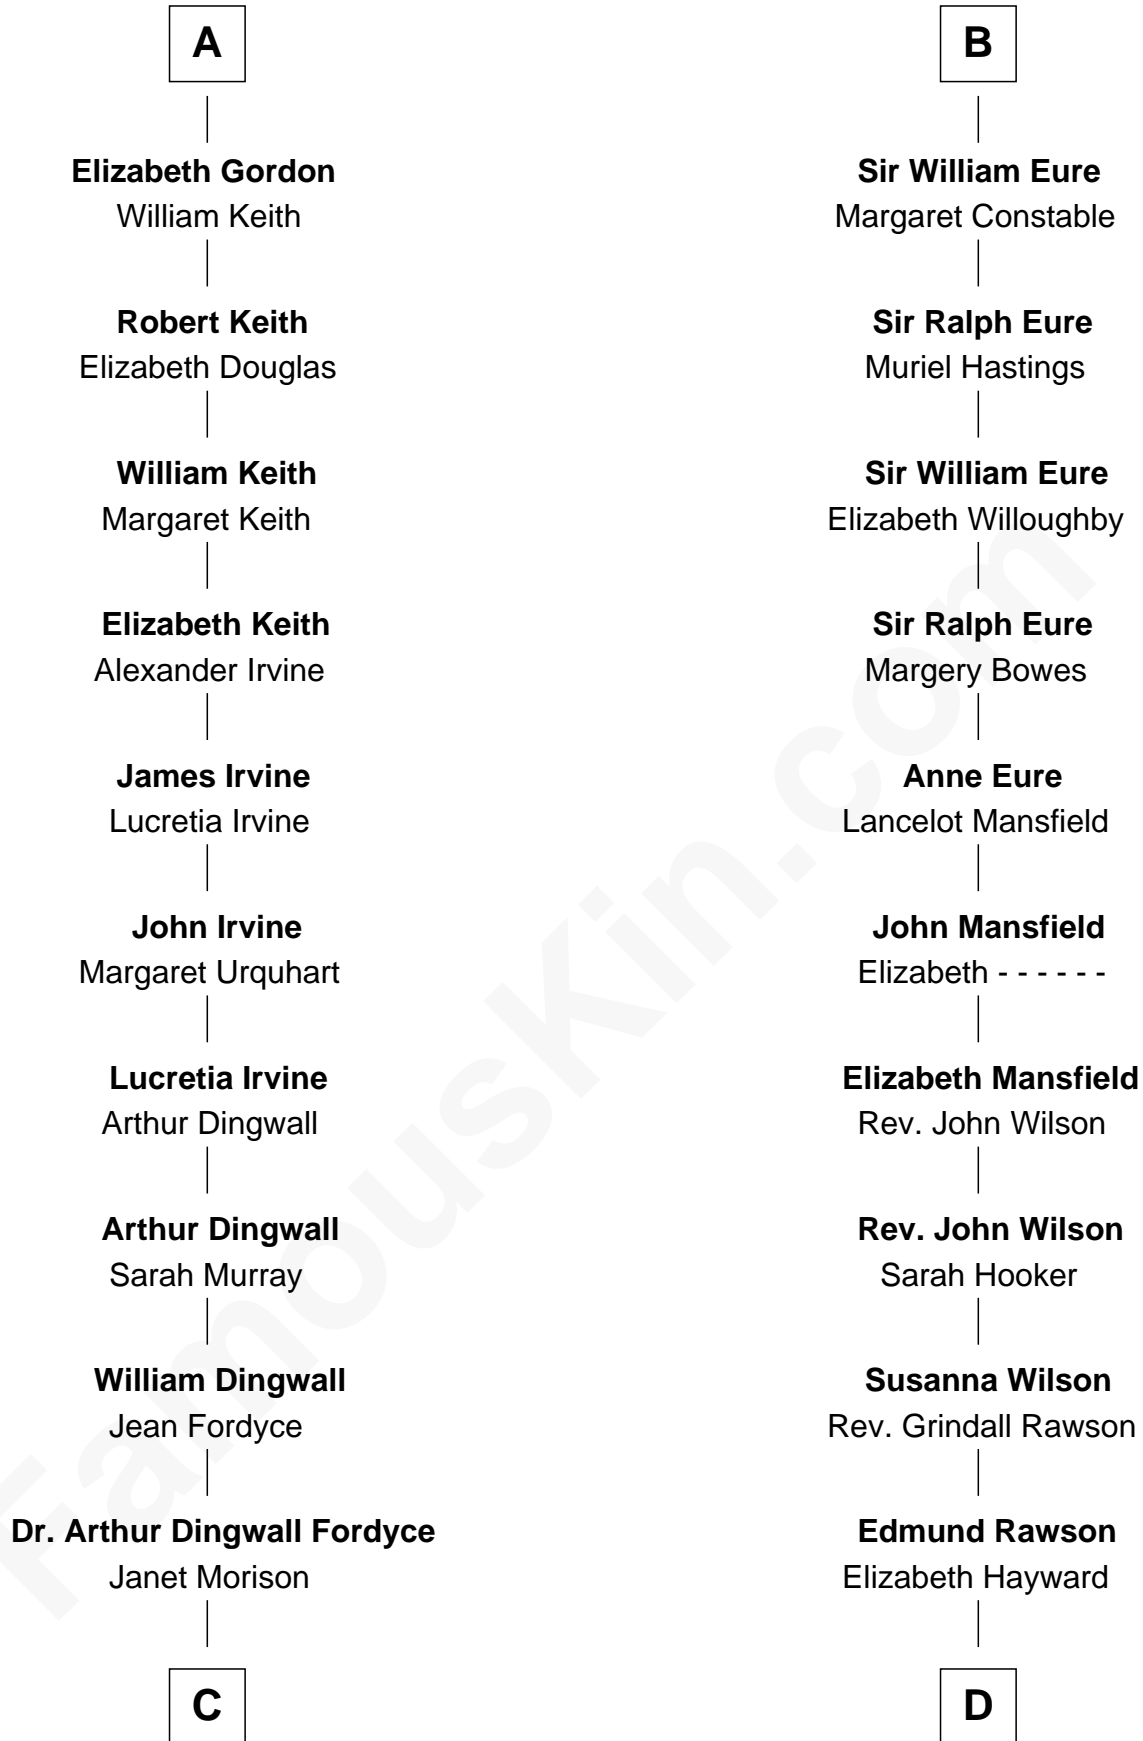 A
Elizabeth Gordon
William Keith
Robert Keith
Elizabeth Douglas
William Keith
Margaret Keith
Elizabeth Keith
Alexander Irvine
James Irvine
Lucretia Irvine
John Irvine
Margaret Urquhart
Lucretia Irvine
Arthur Dingwall
Arthur Dingwall
Sarah Murray
William Dingwall
Jean Fordyce
Dr. Arthur Dingwall Fordyce
Janet Morison
C
B
Sir William Eure
Margaret Constable
Sir Ralph Eure
Muriel Hastings
Sir William Eure
Elizabeth Willoughby
Sir Ralph Eure
Margery Bowes
Anne Eure
Lancelot Mansfield
John Mansfield
Elizabeth - - - - - -
Elizabeth Mansfield
Rev. John Wilson
Rev. John Wilson
Sarah Hooker
Susanna Wilson
Rev. Grindall Rawson
Edmund Rawson
Elizabeth Hayward
D
FamousKin.com